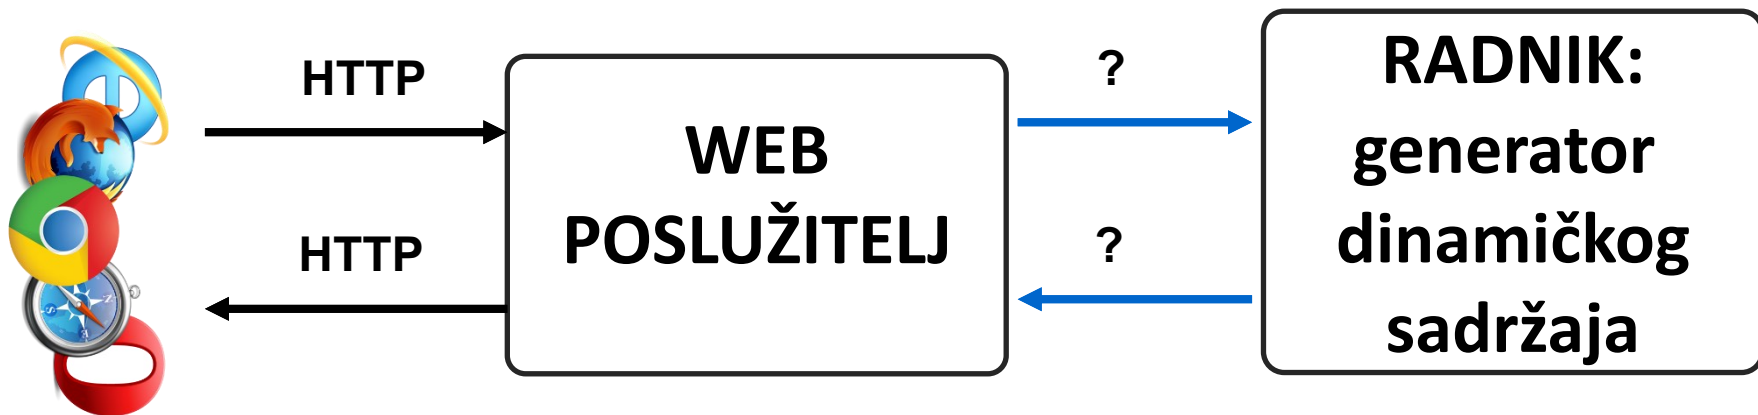 HTTP
HTTP
WEB
POSLUŽITELJ
?
?
RADNIK:
generator
dinamičkog
sadržaja